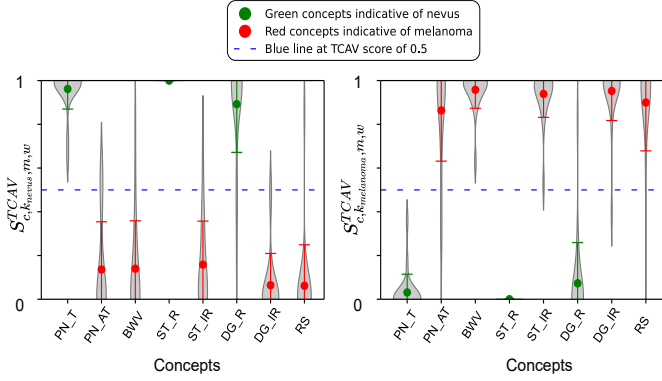 Green concepts indicative of nevus
Red concepts indicative of melanoma
Blue line at TCAV score of 0.5
1
0
S^{TCAV}_{c,k_{nevus},m,w}
PN_T
PN_AT
BWV
ST_R
ST_IR
DG_R
DG_IR
RS
Concepts
1
0
S^{TCAV}_{c,k_{melanoma},m,w}
PN_T
PN_AT
BWV
ST_R
ST_IR
DG_R
DG_IR
RS
Concepts